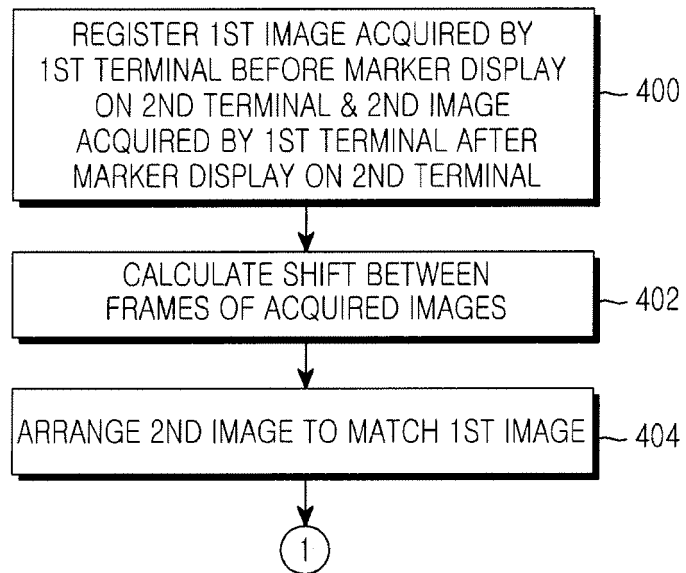 REGISTER 1ST IMAGE ACQUIRED BY
1ST TERMINAL BEFORE MARKER DISPLAY
ON 2ND TERMINAL & 2ND IMAGE
ACQUIRED BY 1ST TERMINAL AFTER
MARKER DISPLAY ON 2ND TERMINAL
400
CALCULATE SHIFT BETWEEN
FRAMES OF ACQUIRED IMAGES
402
ARRANGE 2ND IMAGE TO MATCH 1ST IMAGE
404
1